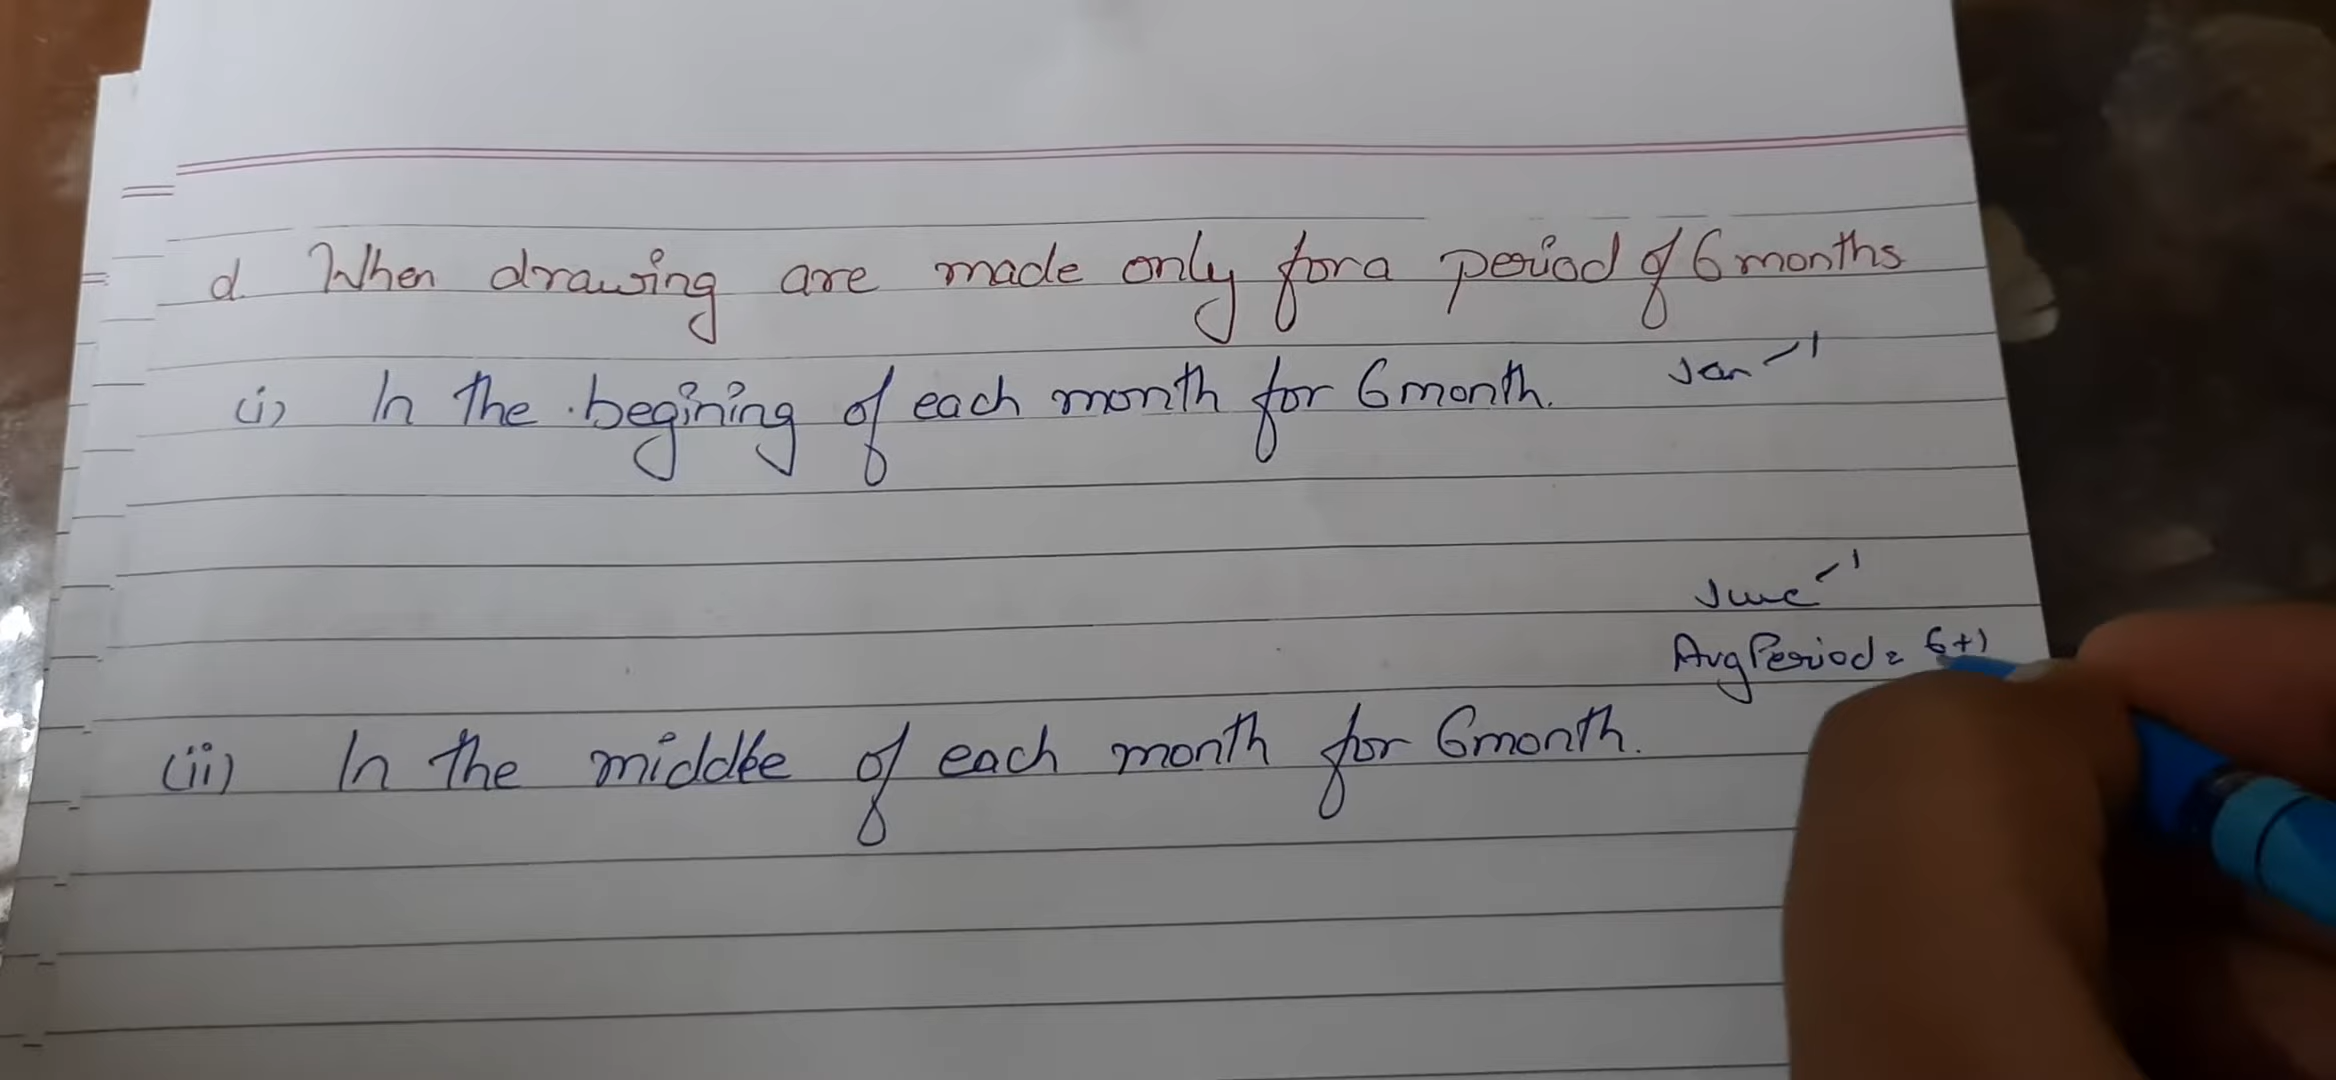 d. When drawing are made only for a period of 6 months
(i) In the begining of each month for 6 month. Jan - 1
June - 1
Avg Period = 6+1
(ii) In the middle of each month for 6 month.